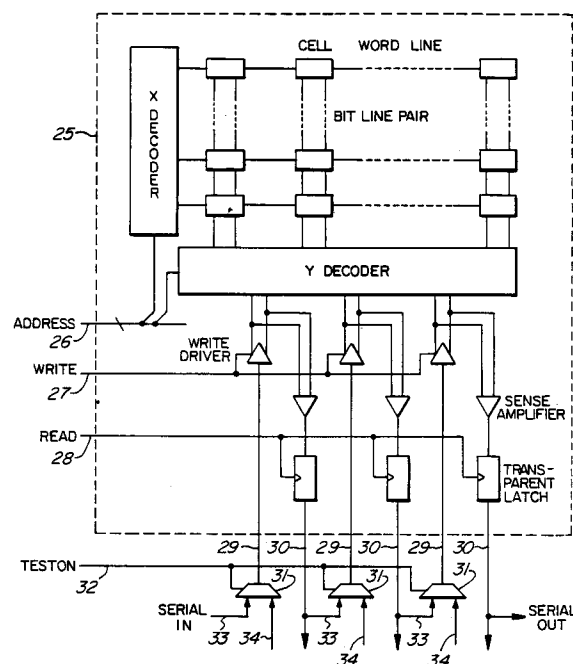 CELL WORD LINE
X DECODER
BIT LINE PAIR
25
Y DECODER
ADDRESS
26
WRITE DRIVER
WRITE
27
SENSE AMPLIFIER
READ
28
TRANS-
PARENT
LATCH
29 30 29 30 29 30
TESTON
32
31 31 31
SERIAL IN
SERIAL OUT
33 33 33
34 34 34